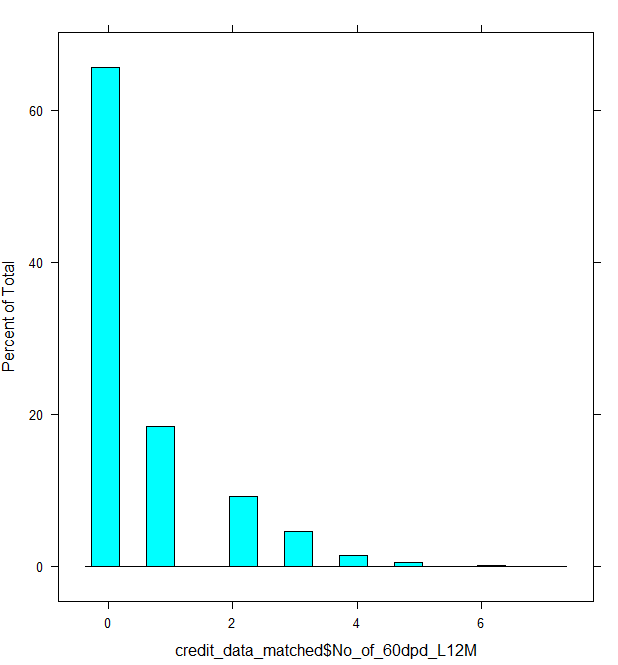 Percent of Total
60
40
20
0
0 2 4 6
credit_data_matched$No_of_60dpd_L12M